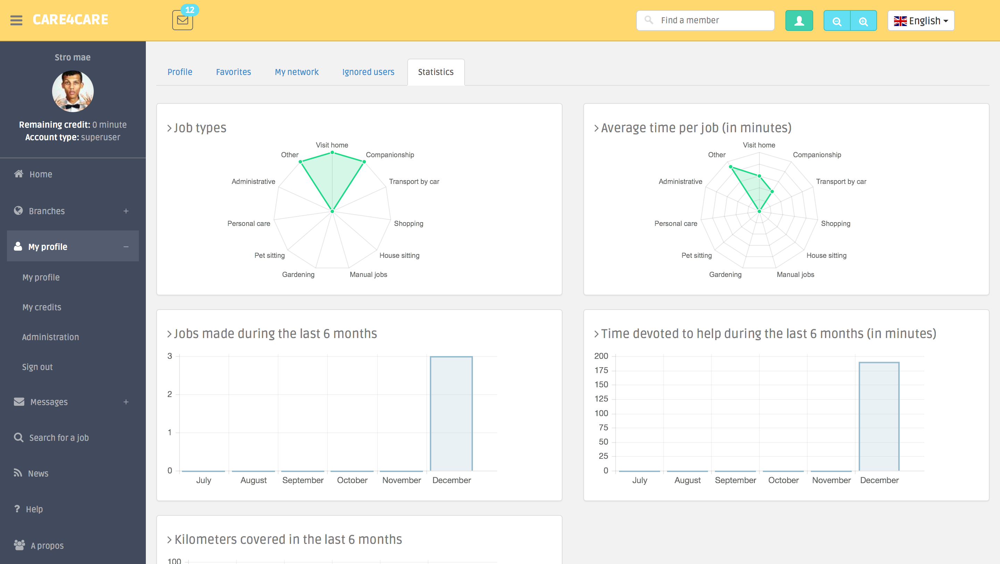 CARE4CARE
12
Find a member
English
Stro mae
Remaining credit: 0 minute
Account type: superuser
Home
Branches +
My profile −
My profile
My credits
Administration
Sign out
Messages +
Search for a job
News
? Help
A propos
Profile Favorites My network Ignored users Statistics
Job types
Visit home
Other Companionship
Administrative Transport by car
Personal care Shopping
Pet sitting House sitting
Gardening Manual jobs
Average time per job (in minutes)
Visit home
Other Companionship
Administrative Transport by car
Personal care Shopping
Pet sitting House sitting
Gardening Manual jobs
Jobs made during the last 6 months
3
2
1
0
July August September October November December
Time devoted to help during the last 6 months (in minutes)
200
175
150
125
100
75
50
25
0
July August September October November December
Kilometers covered in the last 6 months
100